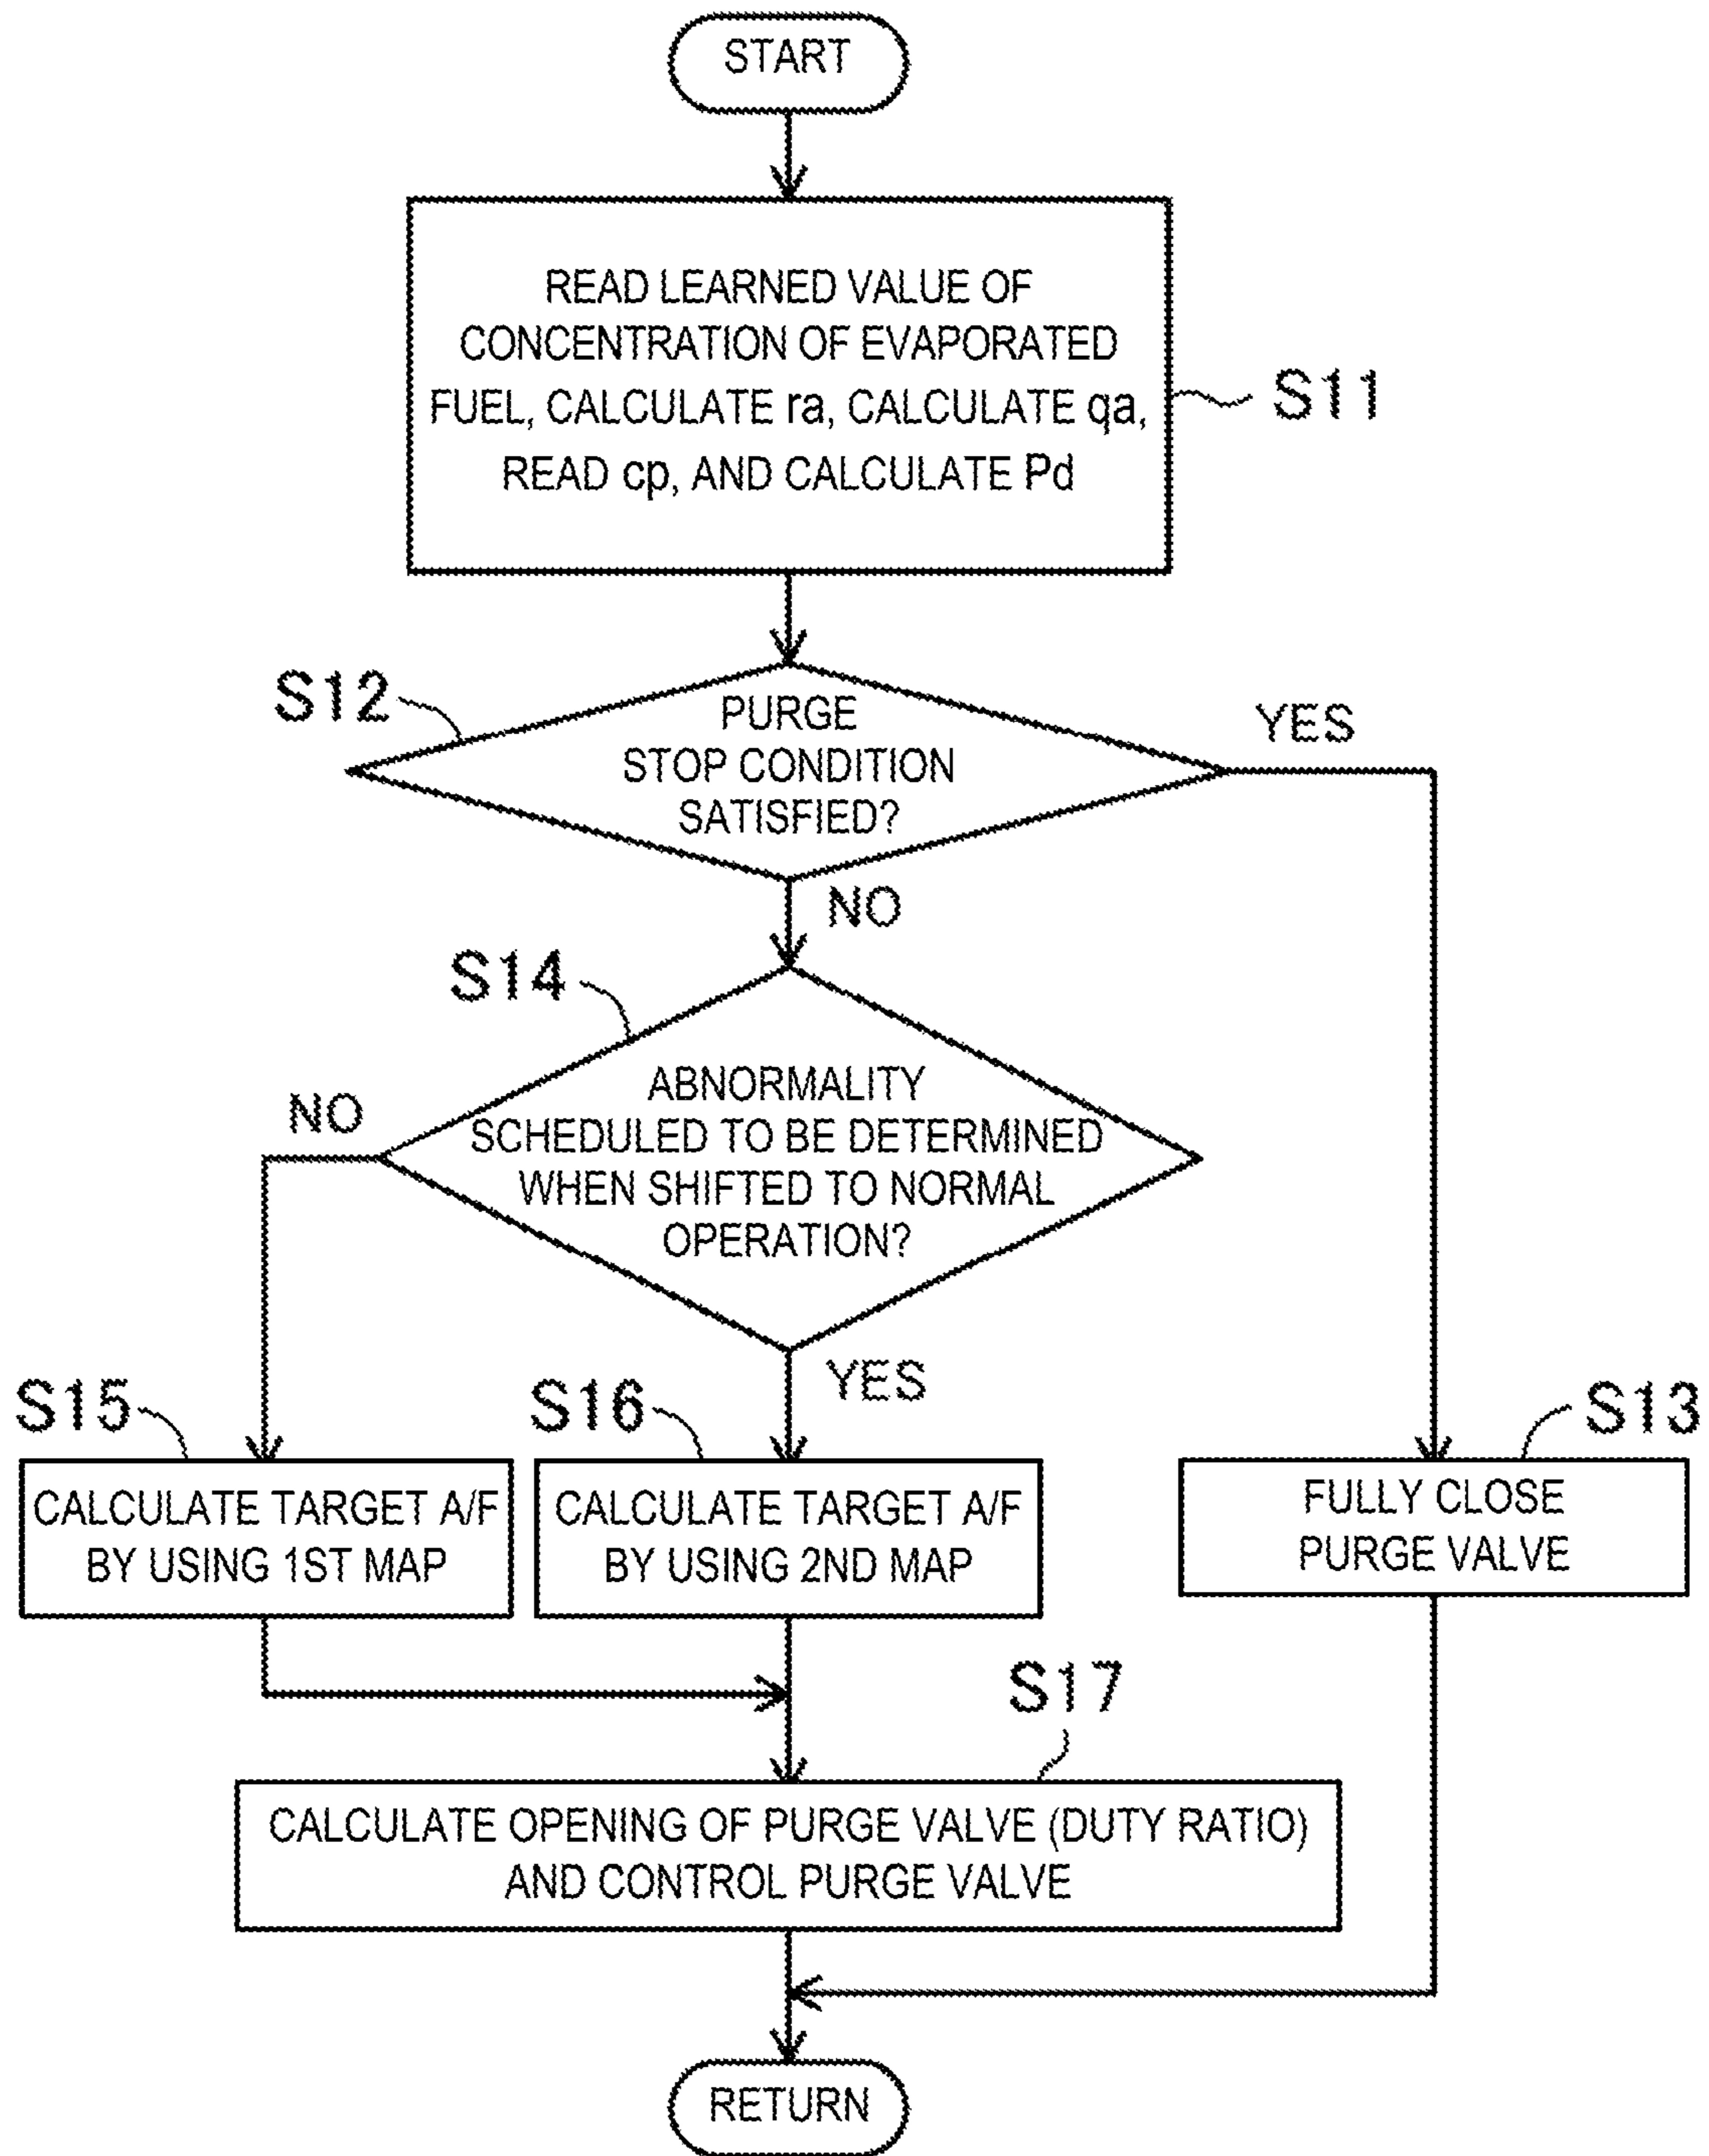 START
READ LEARNED VALUE OF
CONCENTRATION OF EVAPORATED
FUEL, CALCULATE ra, CALCULATE qa,
READ cp, AND CALCULATE Pd
S11
S12
PURGE
STOP CONDITION
SATISFIED?
YES
NO
S14
ABNORMALITY
SCHEDULED TO BE DETERMINED
WHEN SHIFTED TO NORMAL
OPERATION?
NO
YES
S15
CALCULATE TARGET A/F
BY USING 1ST MAP
S16
CALCULATE TARGET A/F
BY USING 2ND MAP
S13
FULLY CLOSE
PURGE VALVE
S17
CALCULATE OPENING OF PURGE VALVE (DUTY RATIO)
AND CONTROL PURGE VALVE
RETURN